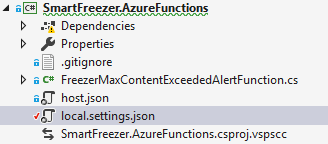 SmartFreezer.AzureFunctions
Dependencies
Properties
.gitignore
C# FreezerMaxContentExceededAlertFunction.cs
host.json
local.settings.json
SmartFreezer.AzureFunctions.csproj.vspscc